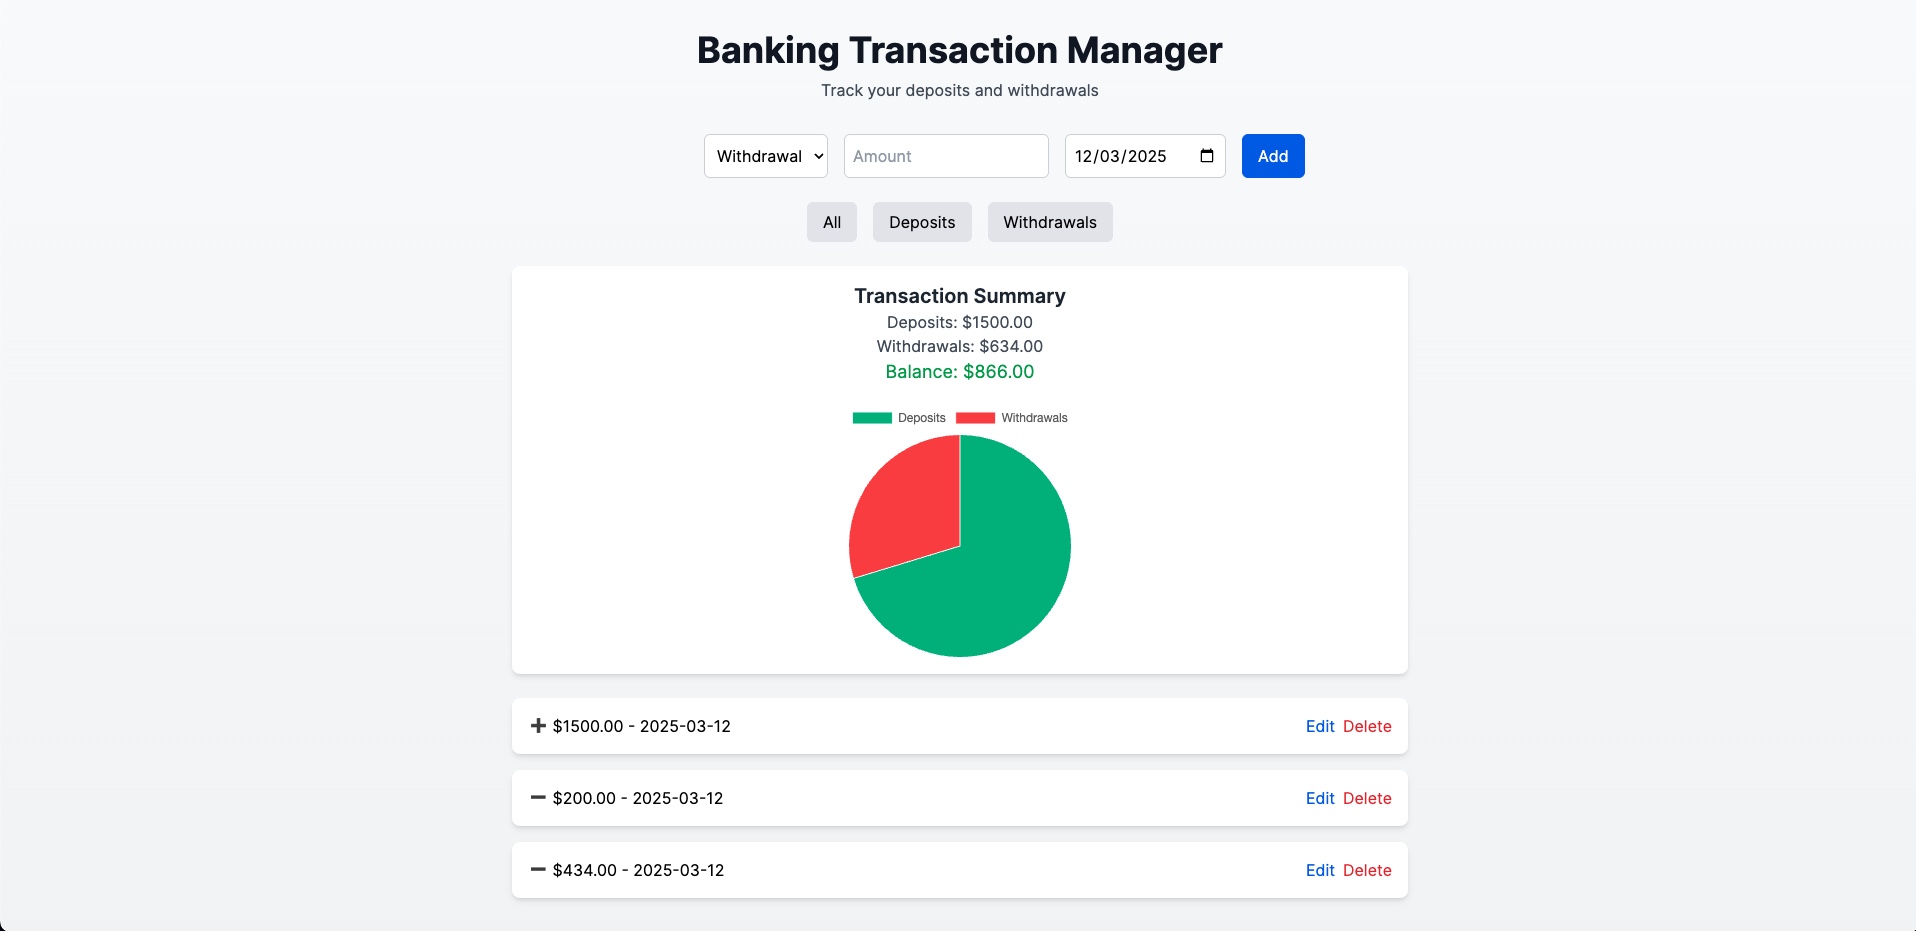 Banking Transaction Manager
Track your deposits and withdrawals
Withdrawal Amount 12/03/2025 Add
All Deposits Withdrawals
Transaction Summary
Deposits: $1500.00
Withdrawals: $634.00
Balance: $866.00
Deposits Withdrawals
+ $1500.00 - 2025-03-12 Edit Delete
− $200.00 - 2025-03-12 Edit Delete
− $434.00 - 2025-03-12 Edit Delete